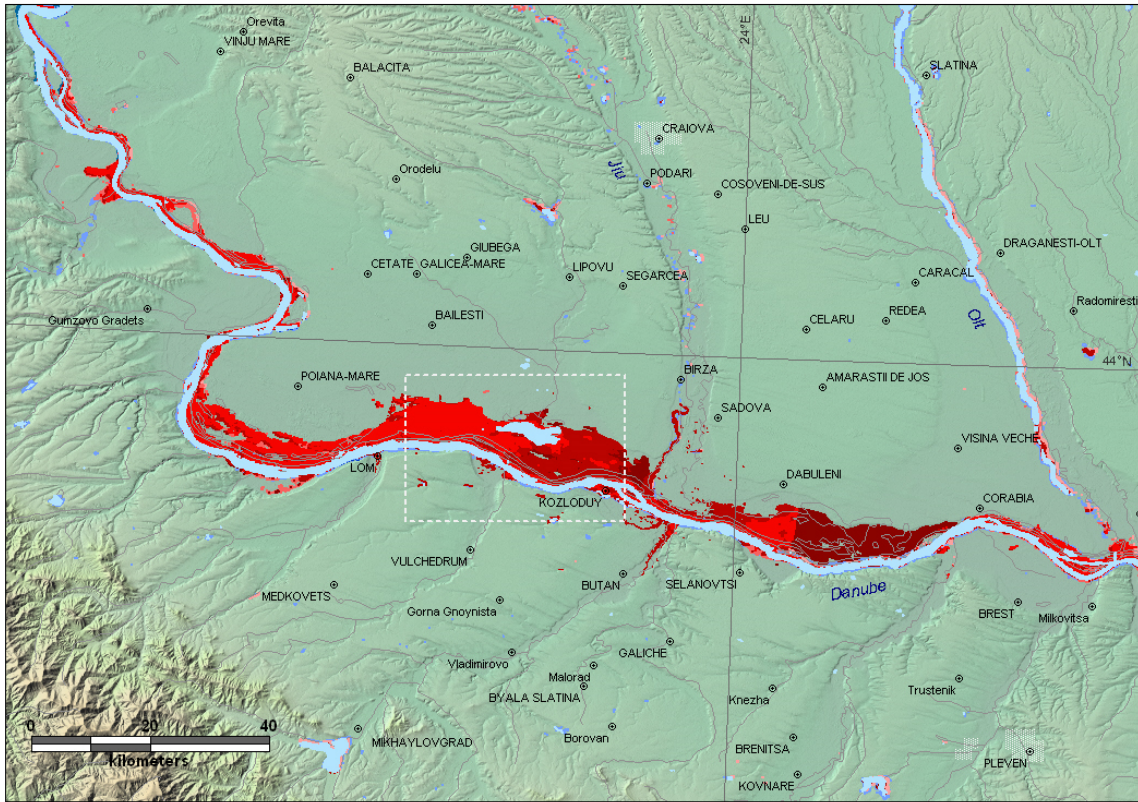 Orevita
VINJU MARE
24°E
SLATINA
BALACITA
CRAIOVA
Jiu
Orodelu
PODARI
COSOVENI-DE-SUS
LEU
GIUBEGA
DRAGANESTI-OLT
CETATE
GALICEA-MARE
LIPOVU
SEGARCEA
CARACAL
Gumzovo Gradets
BAILESTI
CELARU
REDEA
Olt
Radomiresti
44°N
POIANA-MARE
BIRZA
AMARASTII DE JOS
SADOVA
VISINA VECHE
LOM
DABULENI
KOZLODUY
CORABIA
VULCHEDRUM
MEDKOVETS
BUTAN
SELANOVTSI
Danube
Gorna Gnoynista
BREST
Milkovitsa
GALICHE
Vladimirovo
Malorad
BYALA SLATINA
Knezha
Trustenik
0 20 40
kilometers
MIKHAYLOVGRAD
Borovan
BRENITSA
PLEVEN
KOVNARE